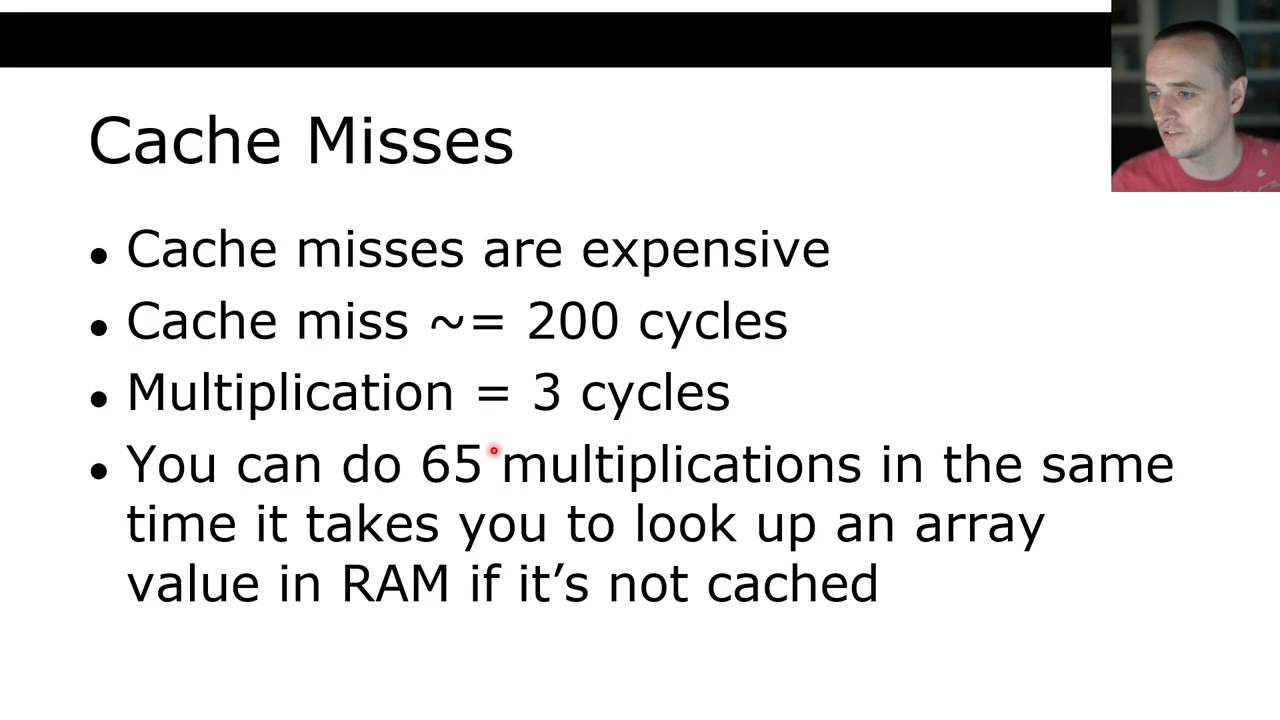 Cache Misses
• Cache misses are expensive
• Cache miss ~= 200 cycles
• Multiplication = 3 cycles
• You can do 65 multiplications in the same
time it takes you to look up an array
value in RAM if it’s not cached